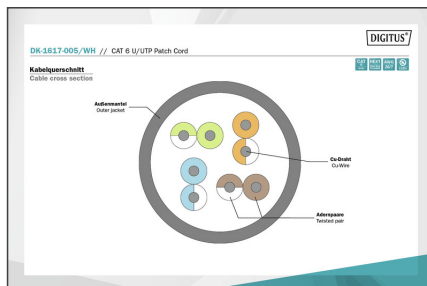 DIGITUS®
DK-1617-005/WH // CAT 6 U/UTP Patch Cord
Kabelquerschnitt
Cable cross section
Außenmantel
Outer jacket
Cu-Draht
Cu-Wire
Adernpaare
Twisted pair